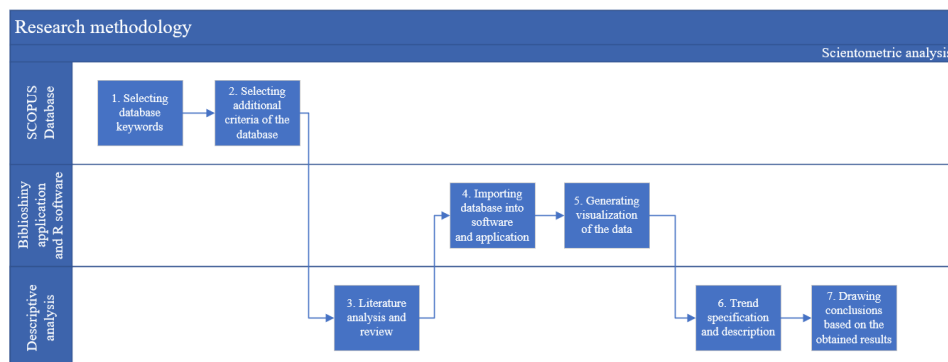 Research methodology
Scientometric analysis
SCOPUS
Database
1. Selecting
database
keywords
2. Selecting
additional
criteria of the
database
Biblioshiny
application
and R software
4. Importing
database into
software
and application
5. Generating
visualization
of the data
Descriptive
analysis
3. Literature
analysis and
review
6. Trend
specification
and description
7. Drawing
conclusions
based on the
obtained results